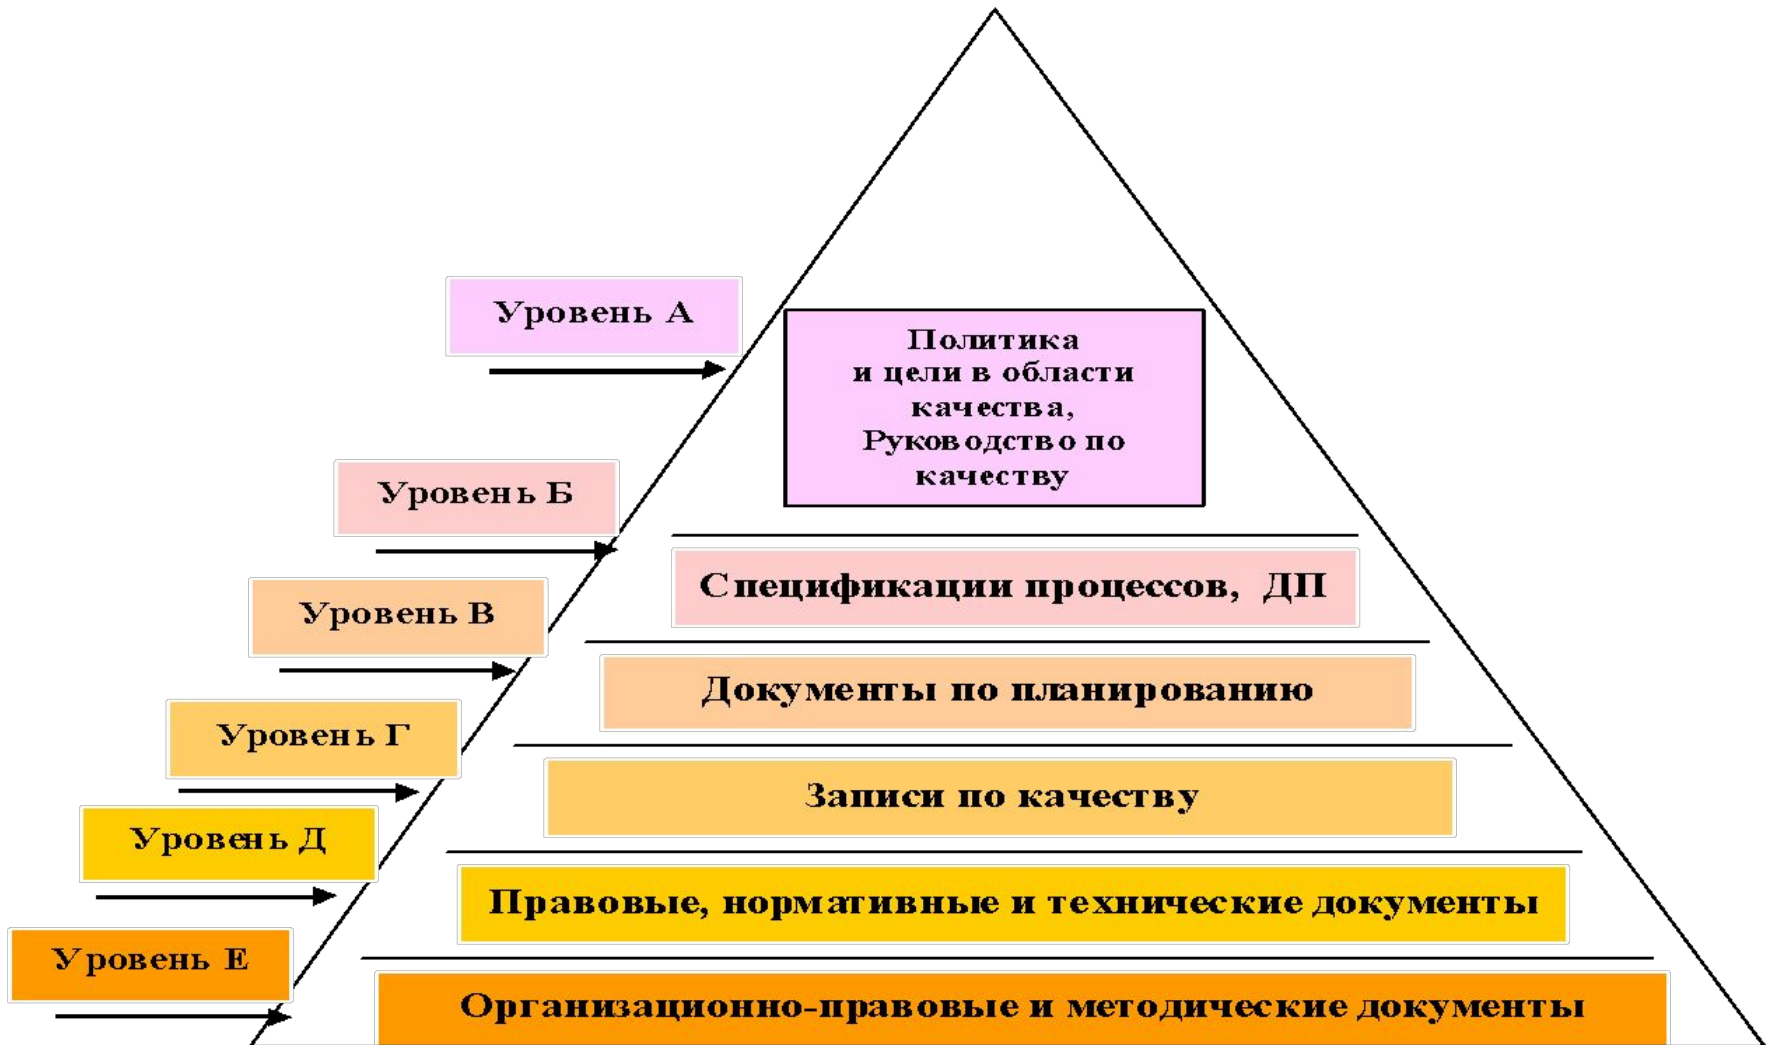 Уровень А
Политика
и цели в области
качества,
Руководство по
качеству
Уровень Б
Спецификации процессов, ДП
Уровень В
Документы по планированию
Уровень Г
Записи по качеству
Уровень Д
Правовые, нормативные и технические документы
Уровень Е
Организационно-правовые и методические документы